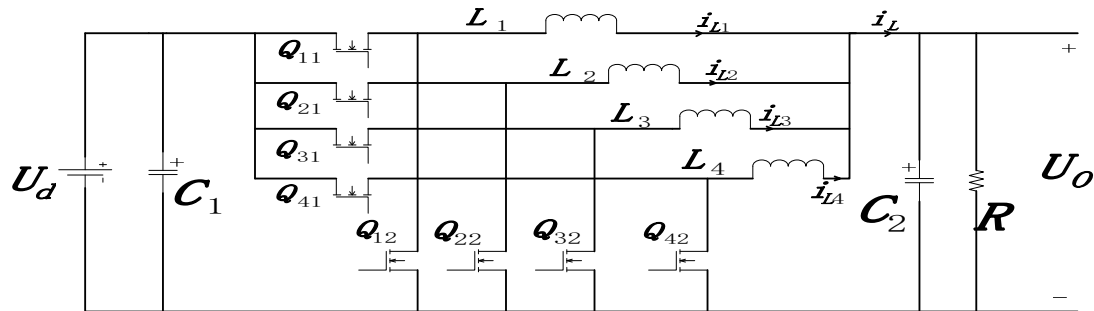 L1 iL1 iL
Q11 +
L2 iL2
Q21
L3 iL3
Q31
L4
Ud + - C1 + Q41 iL4 C2 + R UO
Q12 Q22 Q32 Q42
-